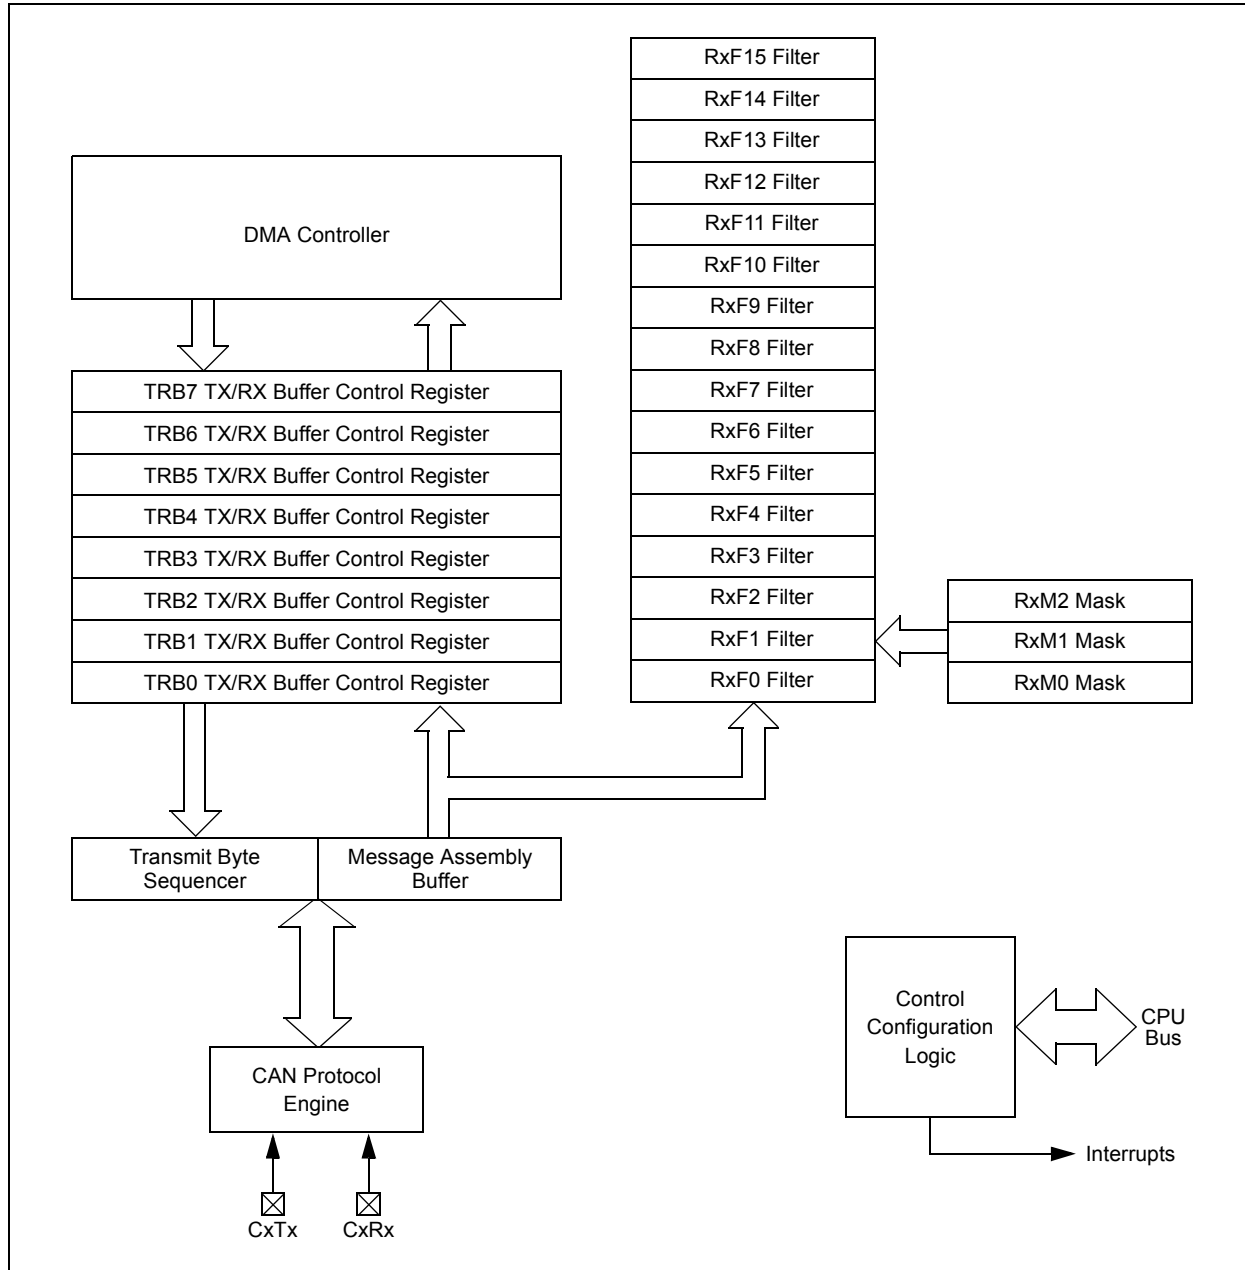 RxF15 Filter
RxF14 Filter
RxF13 Filter
RxF12 Filter
RxF11 Filter
RxF10 Filter
RxF9 Filter
RxF8 Filter
RxF7 Filter
RxF6 Filter
RxF5 Filter
RxF4 Filter
RxF3 Filter
RxF2 Filter
RxF1 Filter
RxF0 Filter
DMA Controller
TRB7 TX/RX Buffer Control Register
TRB6 TX/RX Buffer Control Register
TRB5 TX/RX Buffer Control Register
TRB4 TX/RX Buffer Control Register
TRB3 TX/RX Buffer Control Register
TRB2 TX/RX Buffer Control Register
TRB1 TX/RX Buffer Control Register
TRB0 TX/RX Buffer Control Register
RxM2 Mask
RxM1 Mask
RxM0 Mask
Transmit Byte
Sequencer
Message Assembly
Buffer
Control
Configuration
Logic
CPU
Bus
CAN Protocol
Engine
Interrupts
CxTx
CxRx